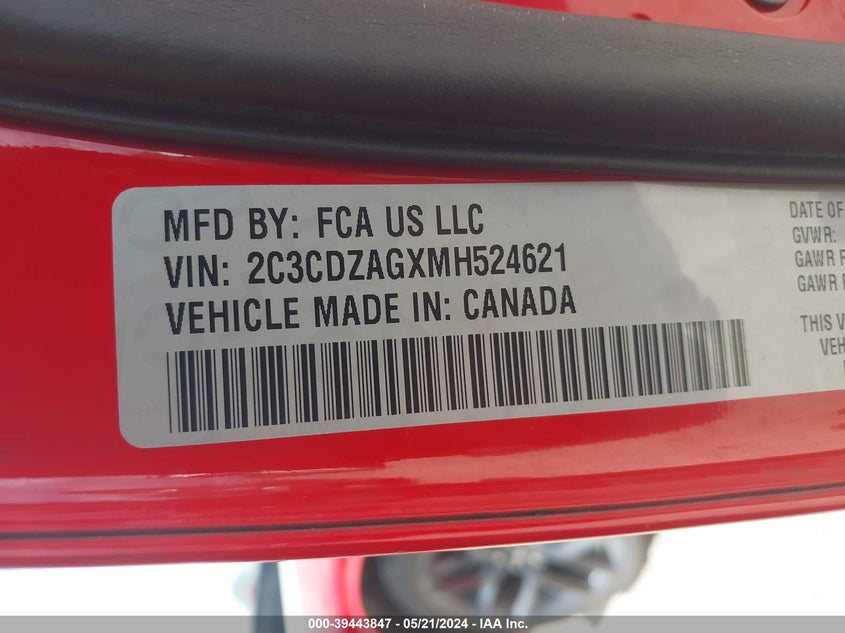 MFD BY: FCA US LLC
VIN: 2C3CDZAGXMH524621
VEHICLE MADE IN: CANADA
DATE OF
GVWR:
GAWR
GAWR
THIS
000-39443847 | 05/21/2024 | IAA Inc.